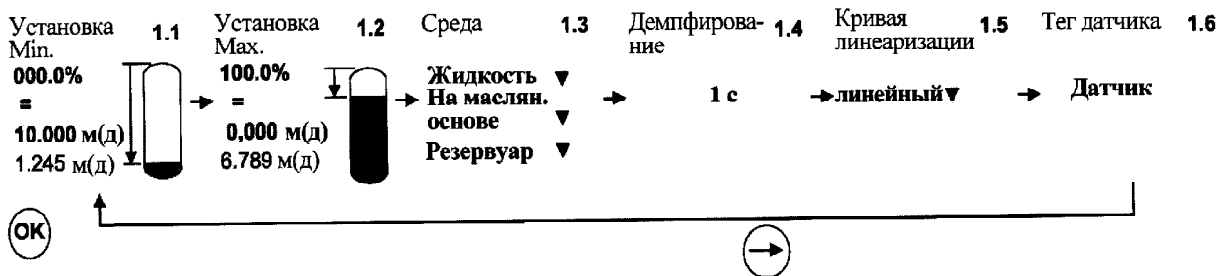 Установка Min. 1.1
000.0%
=
10.000 м(д)
1.245 м(д)
Установка Max. 1.2
100.0%
=
0,000 м(д)
6.789 м(д)
Среда 1.3
Жидкость ▼
На маслян.
основе ▼
Резервуар ▼
Демпфирова-
ние 1.4
1 с
Кривая
линеаризации 1.5
линейный ▼
Тег датчика 1.6
Датчик
OK